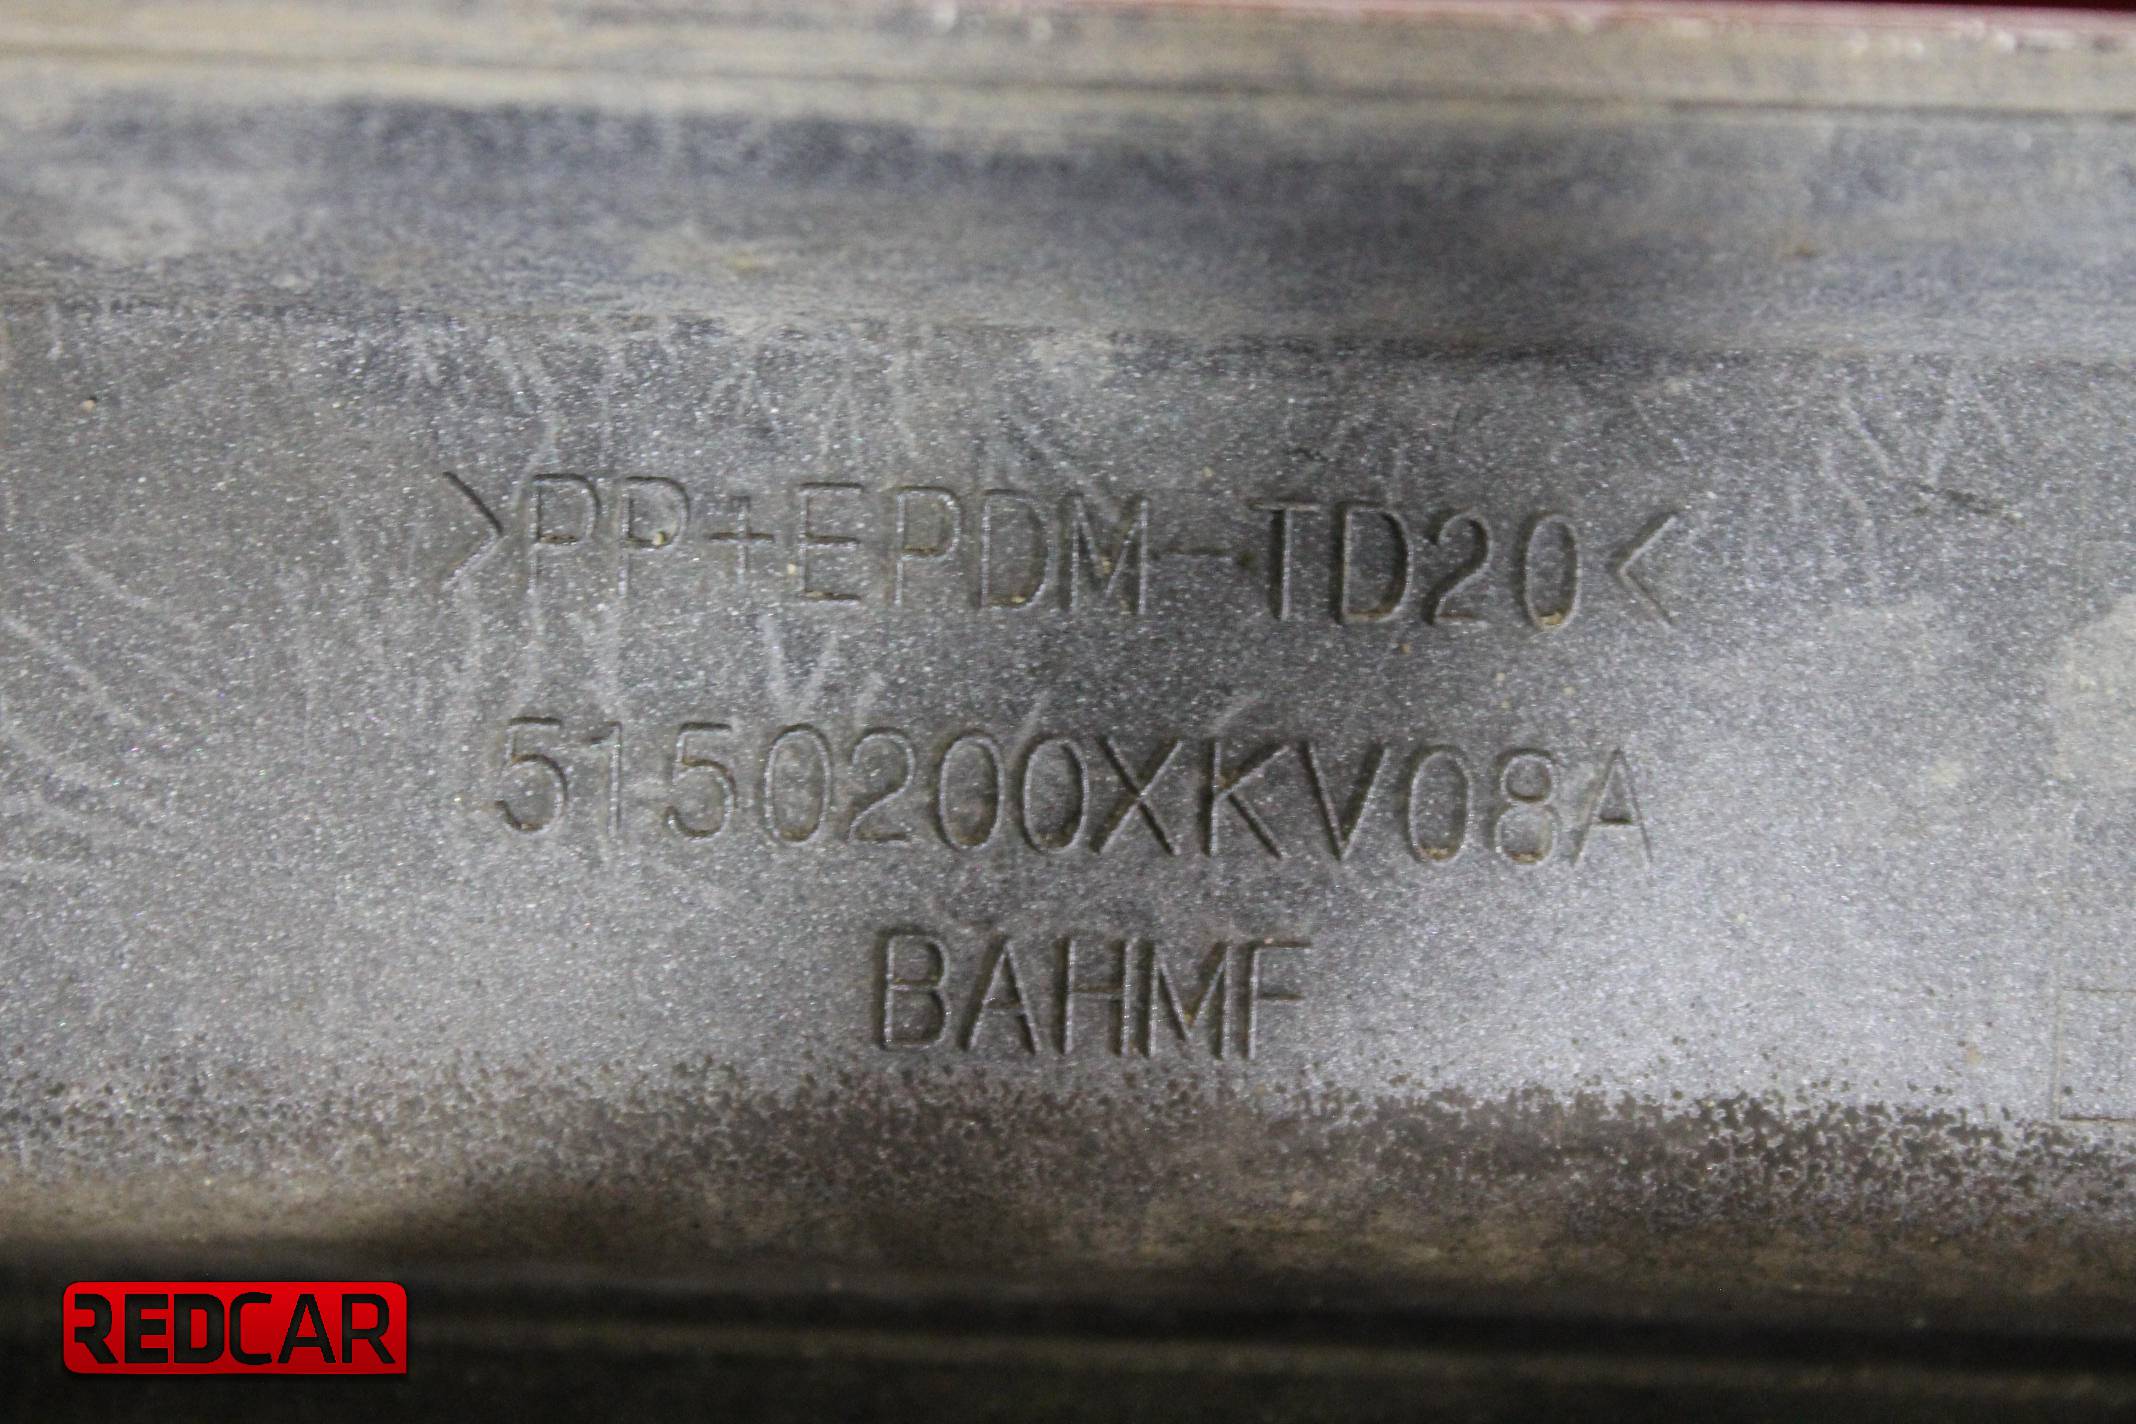 >PP+EPDM-TD20<
5150200XKV08A
BAHMF
REDCAR